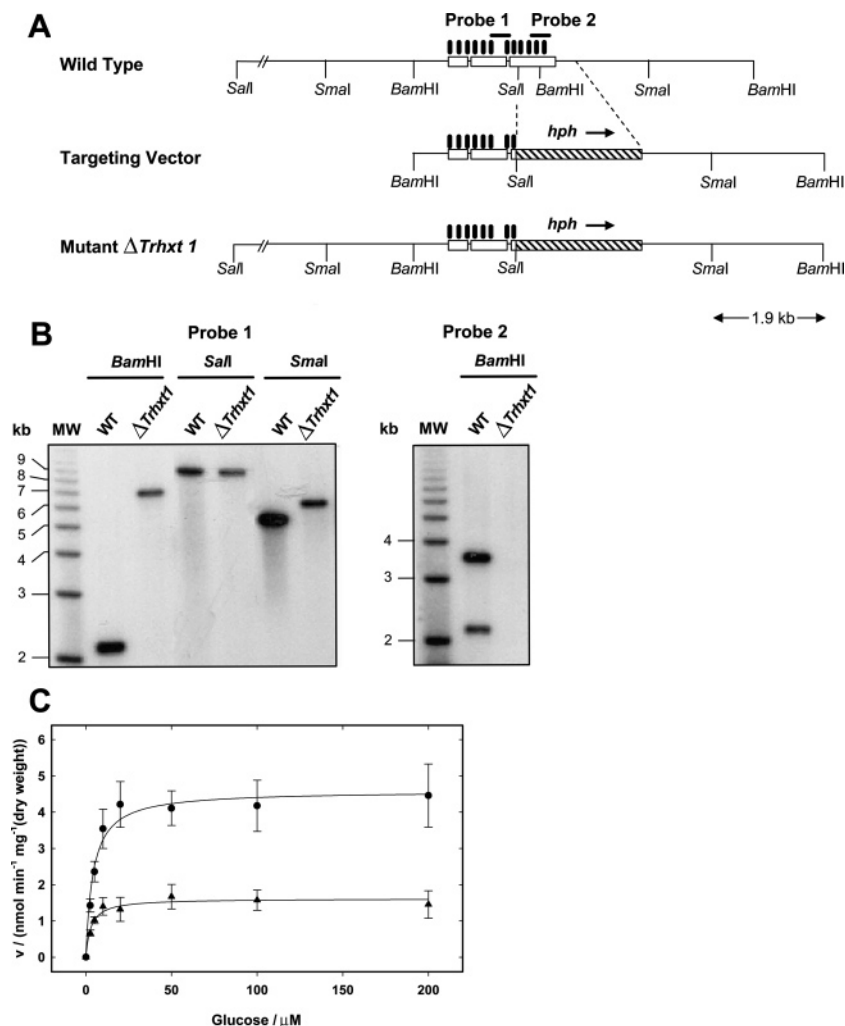 A
Probe 1 Probe 2
Wild Type
SalI SmaI BamHI SalI BamHI SmaI BamHI
hph
Targeting Vector
BamHI SalI SmaI BamHI
hph
Mutant ΔTrhxt 1
SalI SmaI BamHI SalI SmaI BamHI
1.9 kb
B
Probe 1
BamHI SalI SmaI
kb MW WT ΔTrhxt1 WT ΔTrhxt1 WT ΔTrhxt1
9
8
7
6
5
4
3
2
Probe 2
BamHI
kb MW WT ΔTrhxt1
4
3
2
C
v / (nmol min⁻¹ mg⁻¹(dry weight))
6
5
4
3
2
1
0
0 50 100 150 200
Glucose / μM